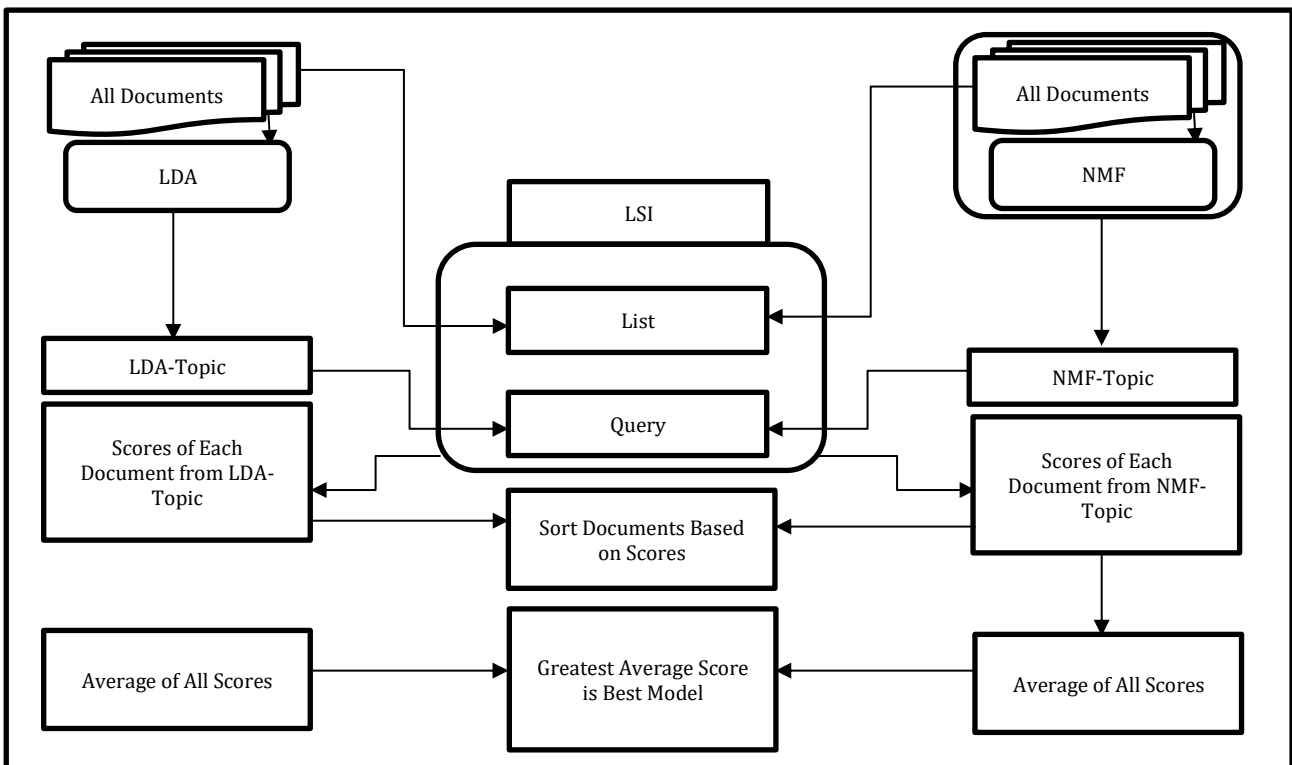 All Documents
LDA
All Documents
NMF
LSI
List
Query
LDA-Topic
NMF-Topic
Scores of Each
Document from LDA-
Topic
Scores of Each
Document from NMF-
Topic
Sort Documents Based
on Scores
Average of All Scores
Greatest Average Score
is Best Model
Average of All Scores